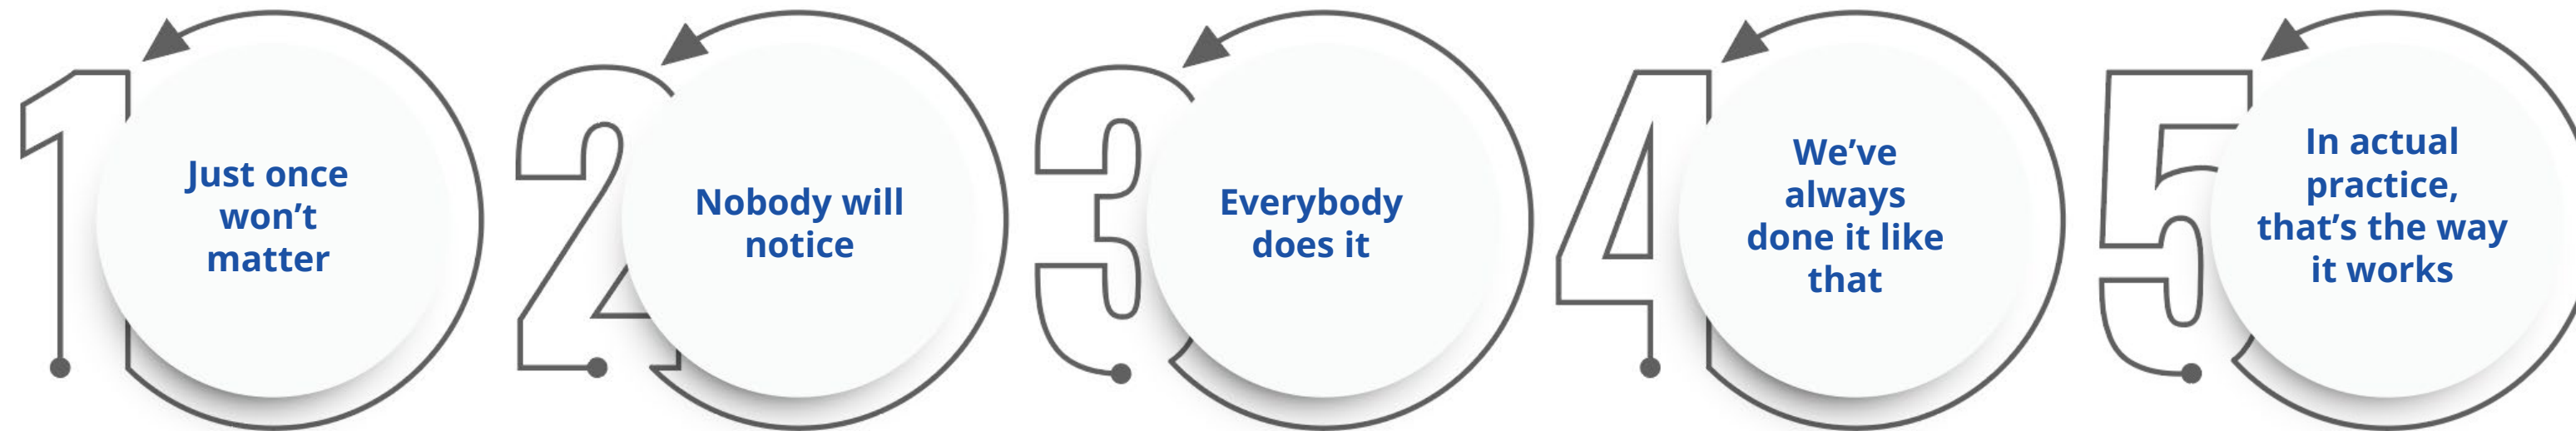 1
Just once
won’t
matter
2
Nobody will
notice
3
Everybody
does it
4
We’ve
always
done it like
that
5
In actual
practice,
that’s the way
it works